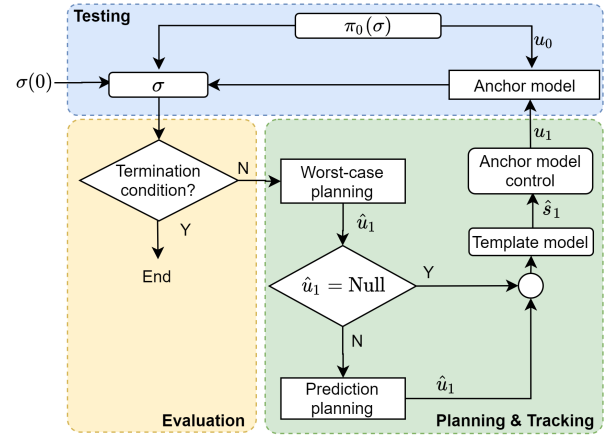 Testing
π₀(σ)
u₀
σ(0)
σ
Anchor model
u₁
Termination
condition?
N
Worst-case
planning
Anchor model
control
Y
û₁
ŝ₁
End
Template model
û₁ = Null
Y
N
Prediction
planning
û₁
Evaluation
Planning & Tracking